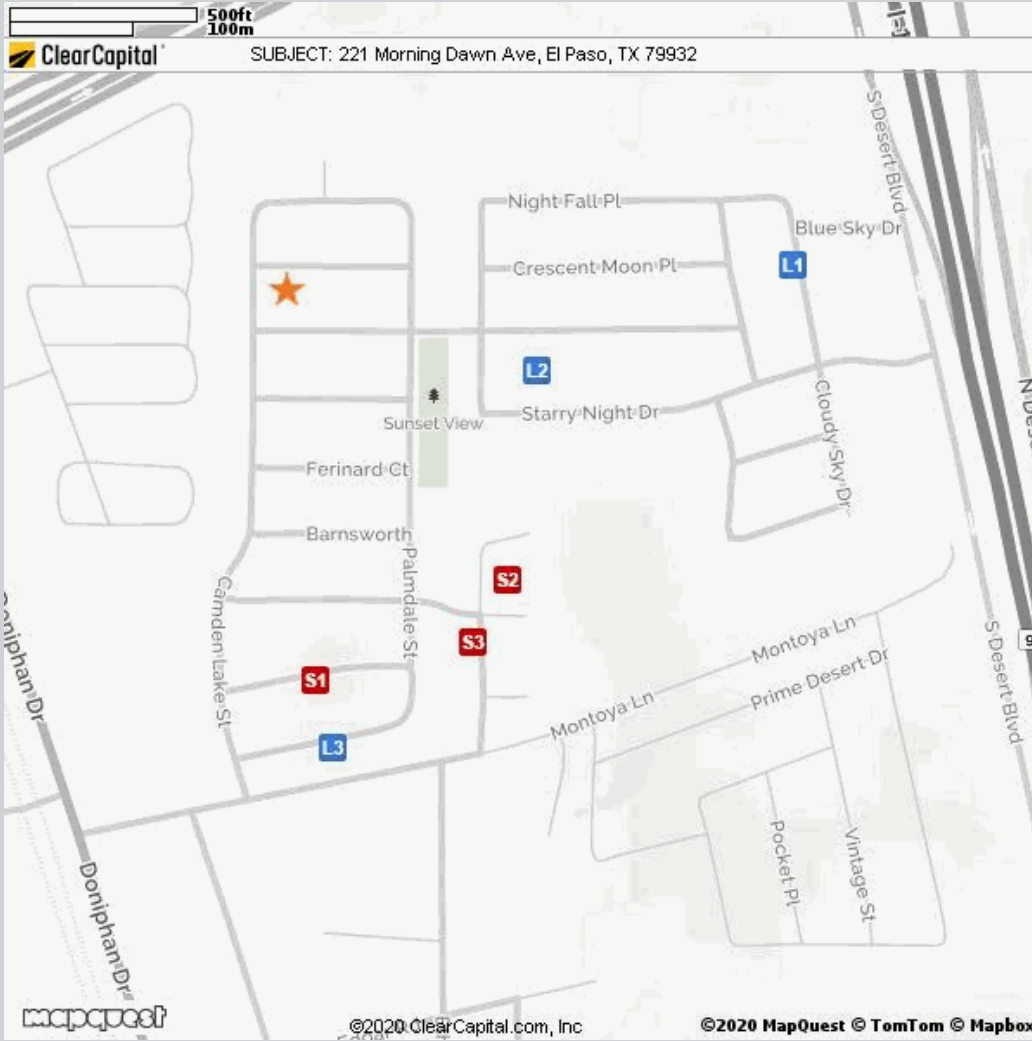 500ft
100m
ClearCapital
SUBJECT: 221 Morning Dawn Ave, El Paso, TX 79932
S Desert Blvd
Night Fall Pl
Blue Sky Dr
Crescent Moon Pl
L1
L2
Starry Night Dr
Sunset View
Cloudy Sky Dr
Ferinard Ct
Barnsworth
Palmdale St
S2
Camden Lake St
S3
Montoya Ln
S Desert Blvd
9
S1
Prime Desert Dr
Montoya Ln
Doniphan Dr
L3
Pocket Pl
Vintage St
Doniphan Dr
mapquest
©2020 ClearCapital.com, Inc
©2020 MapQuest © TomTom © Mapbox